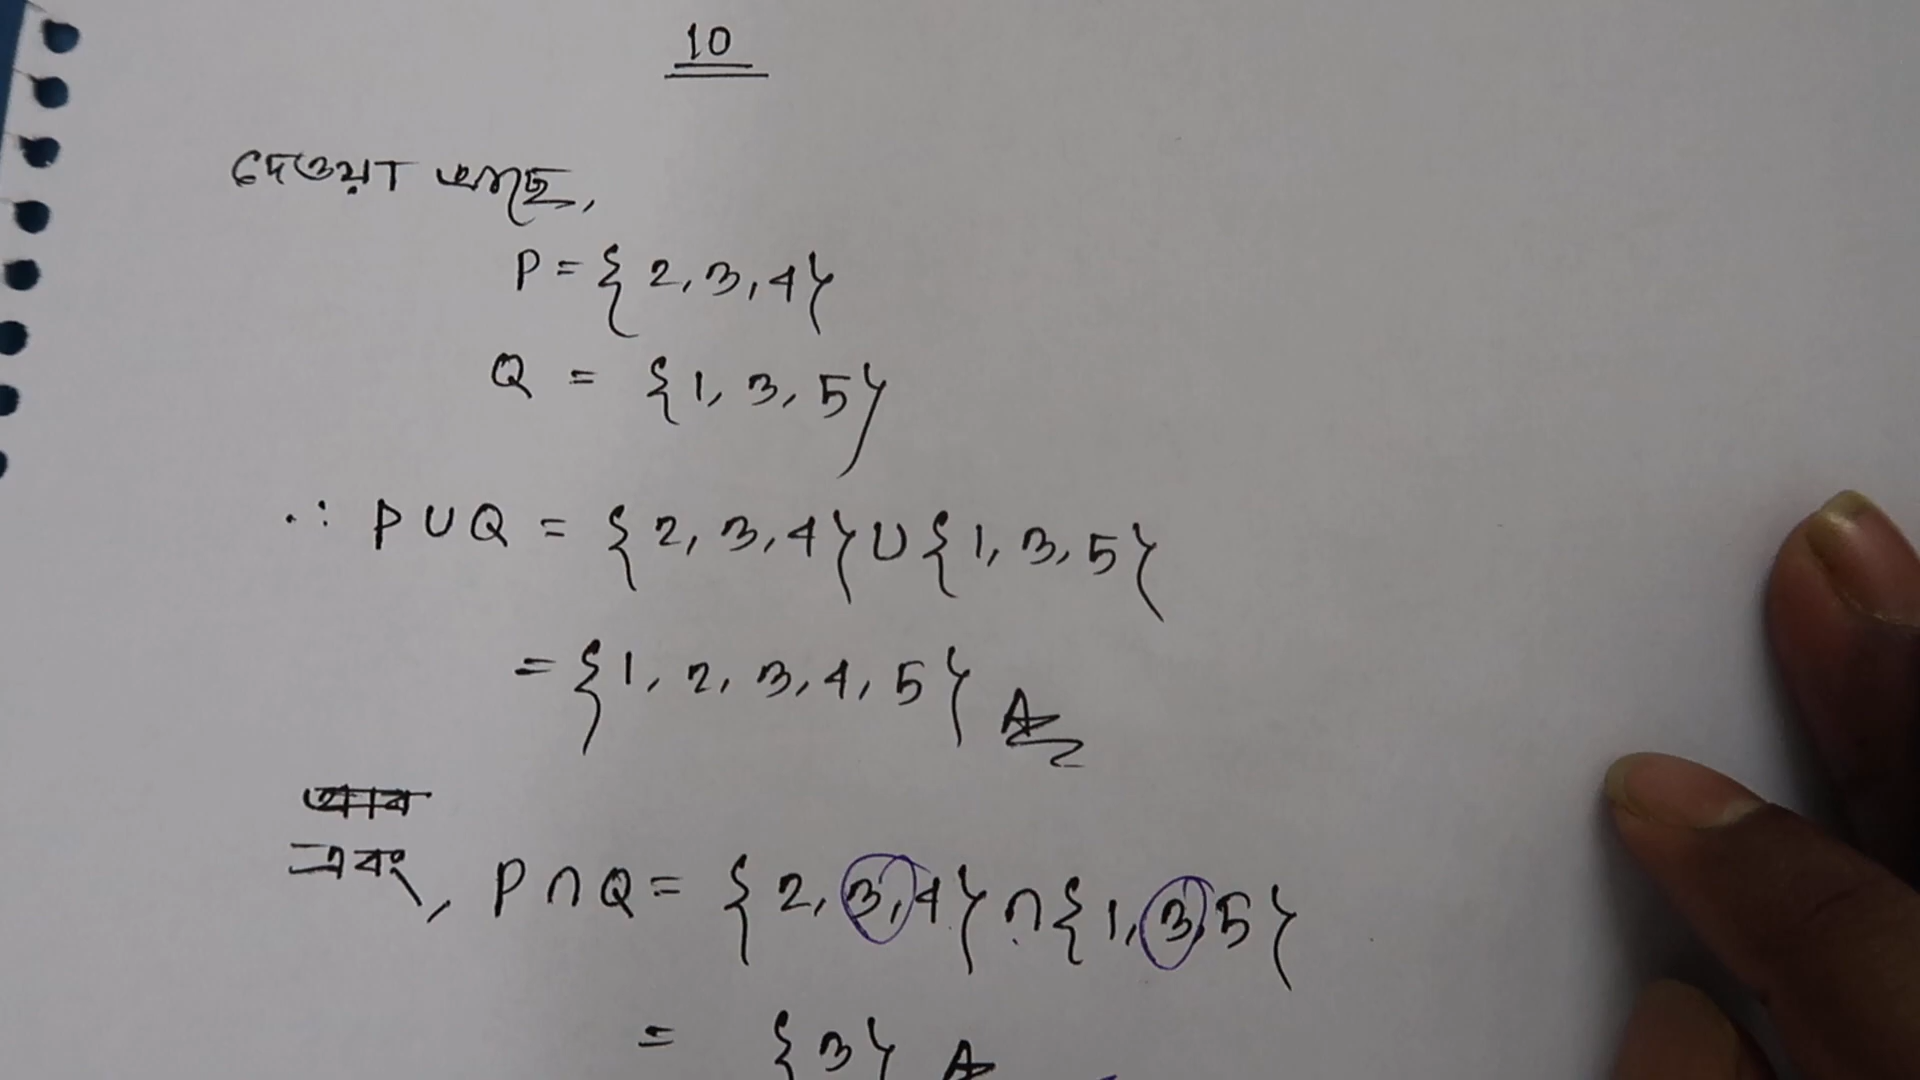 10
দেওয়া আছে,
P = { 2, 3, 4 }
Q = { 1, 3, 5 }
∴ P ∪ Q = { 2, 3, 4 } ∪ { 1, 3, 5 }
= { 1, 2, 3, 4, 5 } A
আব
এবং, P ∩ Q = { 2, 3, 4 } ∩ { 1, 3, 5 }
= { 3 } A